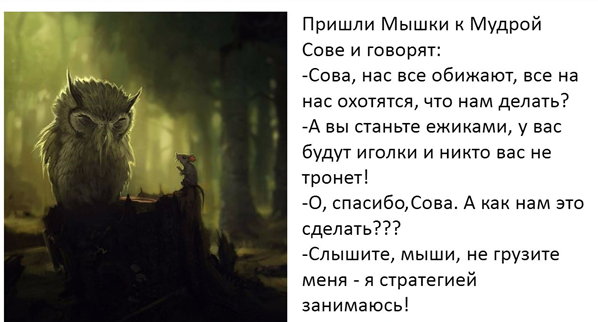 Пришли Мышки к Мудрой
Сове и говорят:
-Сова, нас все обижают, все на
нас охотятся, что нам делать?
-А вы станьте ежиками, у вас
будут иголки и никто вас не
тронет!
-О, спасибо,Сова. А как нам это
сделать???
-Слышите, мыши, не грузите
меня - я стратегией
занимаюсь!